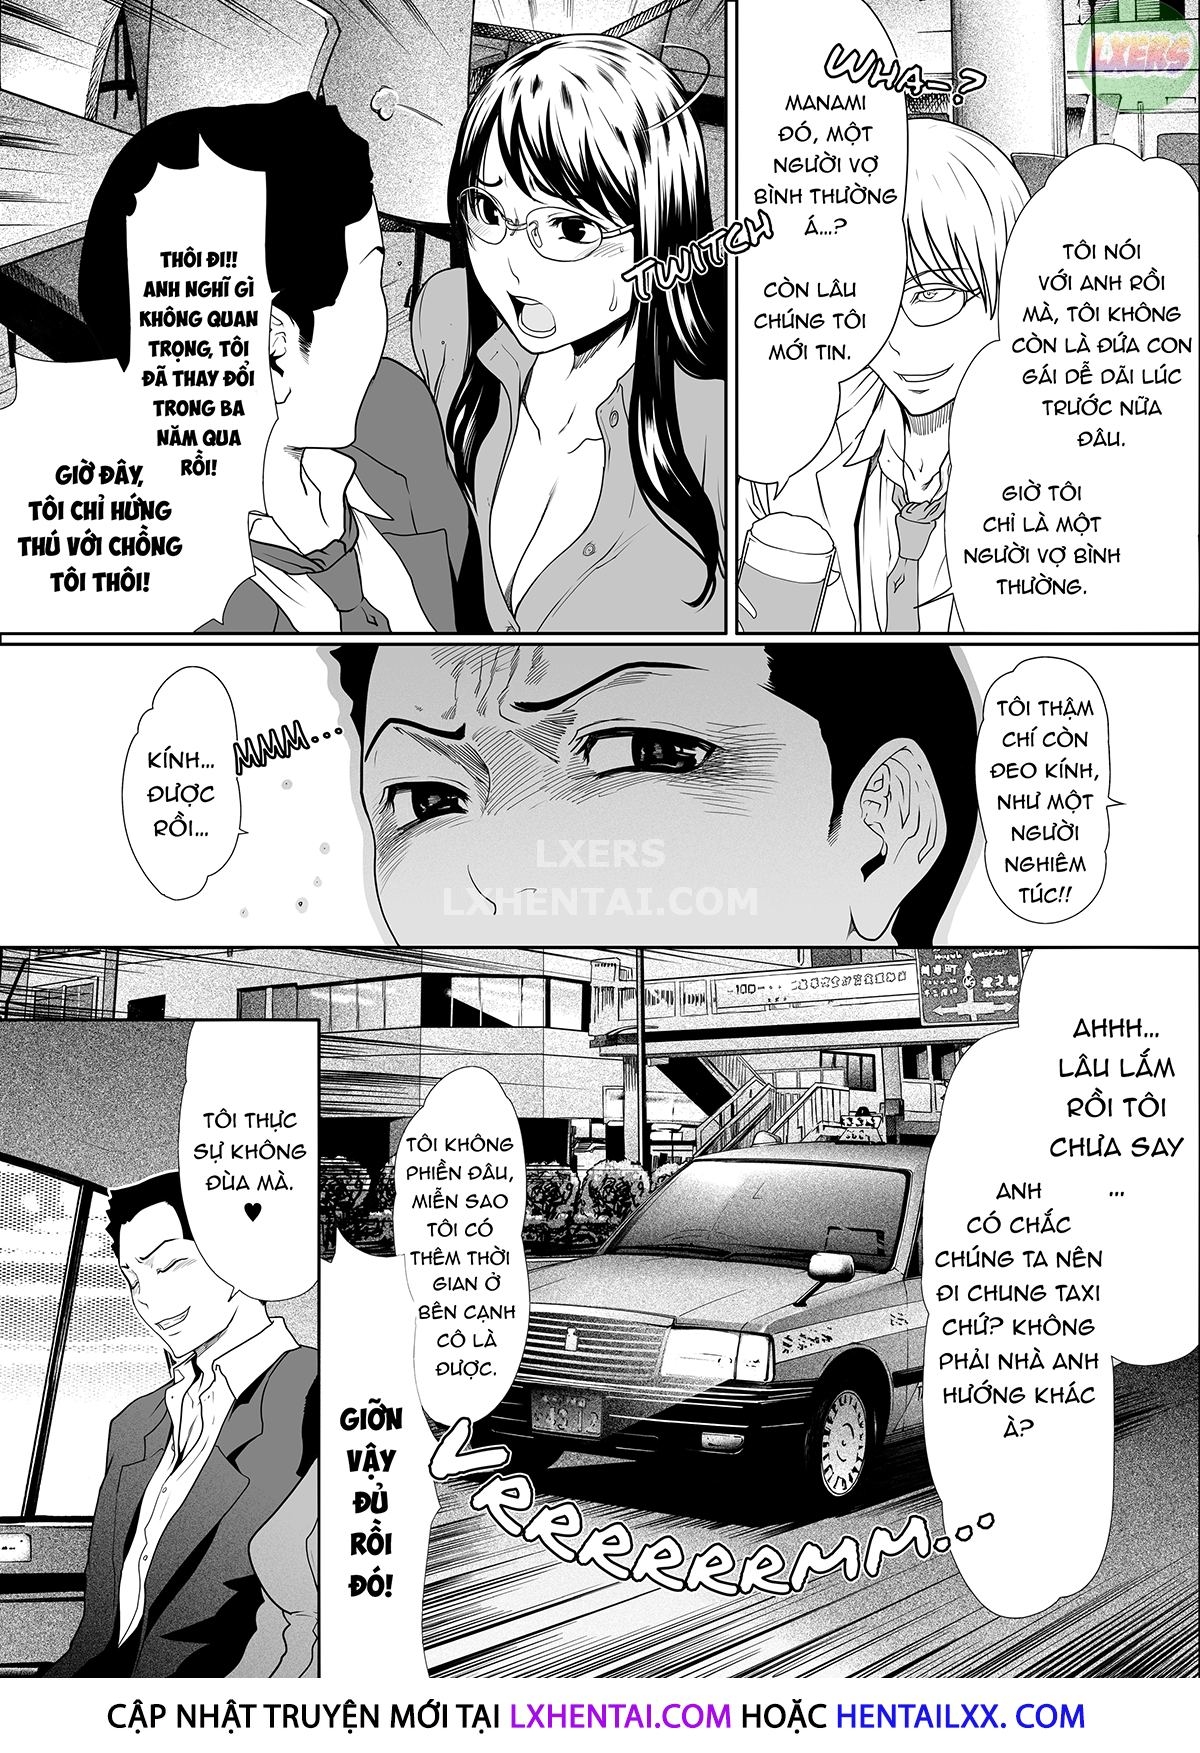 LXERS
WHA-?
TÔI NÓI
VỚI ANH RỒI
MÀ, TÔI KHÔNG
CÒN LÀ ĐỨA CON
GÁI DỄ DÃI LÚC
TRƯỚC NỮA
ĐÂU.
GIỜ TÔI
CHỈ LÀ MỘT
NGƯỜI VỢ BÌNH
THƯỜNG.
MANAMI
ĐÓ, MỘT
NGƯỜI VỢ
BÌNH THƯỜNG
Á...?
CÒN LÂU
CHÚNG TÔI
MỚI TIN.
TWITCH
THÔI ĐI!!
ANH NGHĨ GÌ
KHÔNG QUAN
TRỌNG, TÔI
ĐÃ THAY ĐỔI
TRONG BA
NĂM QUA
RỒI!
GIỜ ĐÂY,
TÔI CHỈ HỨNG
THÚ VỚI CHỒNG
TÔI THÔI!
TÔI THẬM
CHÍ CÒN
ĐEO KÍNH,
NHƯ MỘT
NGƯỜI
NGHIÊM
TÚC!!
MMM...
KÍNH...
ĐƯỢC
RỒI...
LXERS
LXHENTAI.COM
100
AHHH...
LÂU LẮM
RỒI TÔI
CHƯA SAY
...
ANH
CÓ CHẮC
CHÚNG TA NÊN
ĐI CHUNG TAXI
CHỨ? KHÔNG
PHẢI NHÀ ANH
HƯỚNG KHÁC
À?
TÔI KHÔNG
PHIỀN ĐÂU,
MIỄN SAO
TÔI CÓ
THÊM THỜI
GIAN Ở
BÊN CẠNH
CÔ LÀ
ĐƯỢC.
GIỠN
VẬY
ĐỦ
RỒI
ĐÓ!
VRRRRRRMMM...
TÔI THỰC
SỰ KHÔNG
ĐÙA MÀ.
♥
CẬP NHẬT TRUYỆN MỚI TẠI LXHENTAI.COM HOẶC HENTAILXX. COM